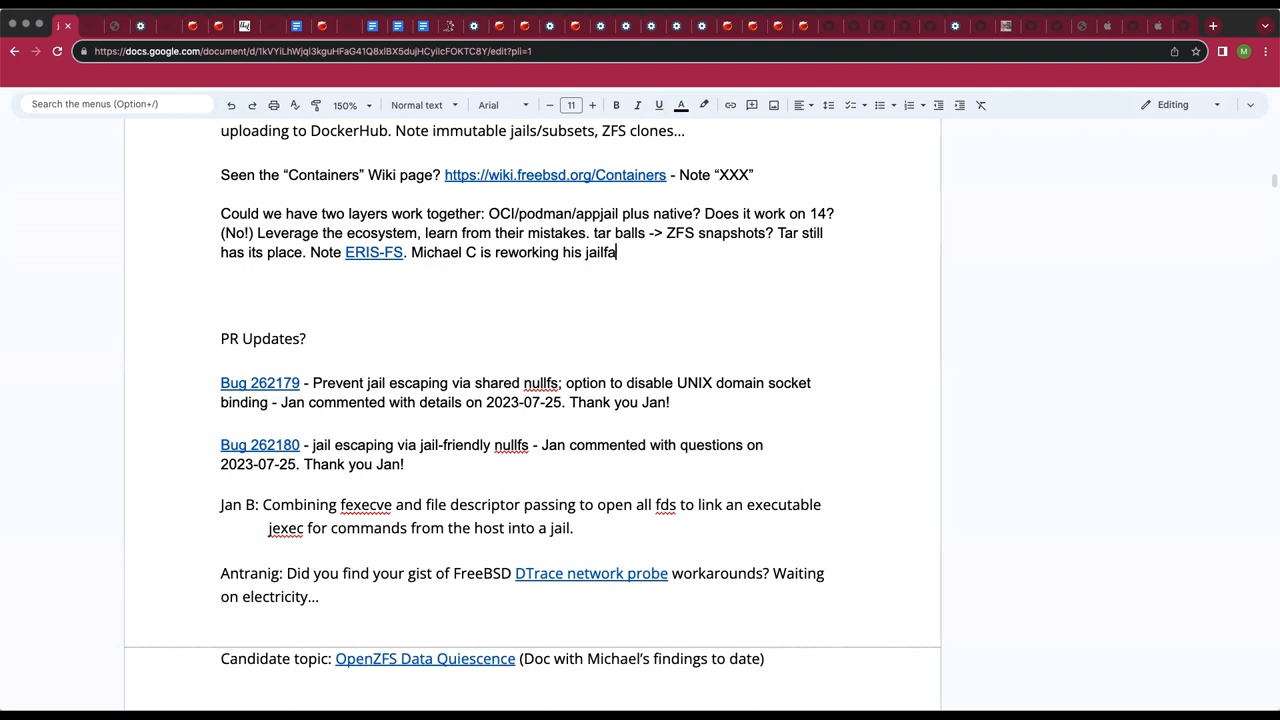 https://docs.google.com/document/d/1kVYiLhWjql3kguHFaG41Q8xlBX5dujHCyilcFOKTC8Y/edit?pli=1
M
Search the menus (Option+/)
150%
Normal text
Arial
11
B
I
U
A
Editing
uploading to DockerHub. Note immutable jails/subsets, ZFS clones…
Seen the “Containers” Wiki page? https://wiki.freebsd.org/Containers - Note “XXX”
Could we have two layers work together: OCI/podman/appjail plus native? Does it work on 14?
(No!) Leverage the ecosystem, learn from their mistakes. tar balls -> ZFS snapshots? Tar still
has its place. Note ERIS-FS. Michael C is reworking his jailfa
PR Updates?
Bug 262179 - Prevent jail escaping via shared nullfs; option to disable UNIX domain socket
binding - Jan commented with details on 2023-07-25. Thank you Jan!
Bug 262180 - jail escaping via jail-friendly nullfs - Jan commented with questions on
2023-07-25. Thank you Jan!
Jan B: Combining fexecve and file descriptor passing to open all fds to link an executable
jexec for commands from the host into a jail.
Antranig: Did you find your gist of FreeBSD DTrace network probe workarounds? Waiting
on electricity…
Candidate topic: OpenZFS Data Quiescence (Doc with Michael’s findings to date)